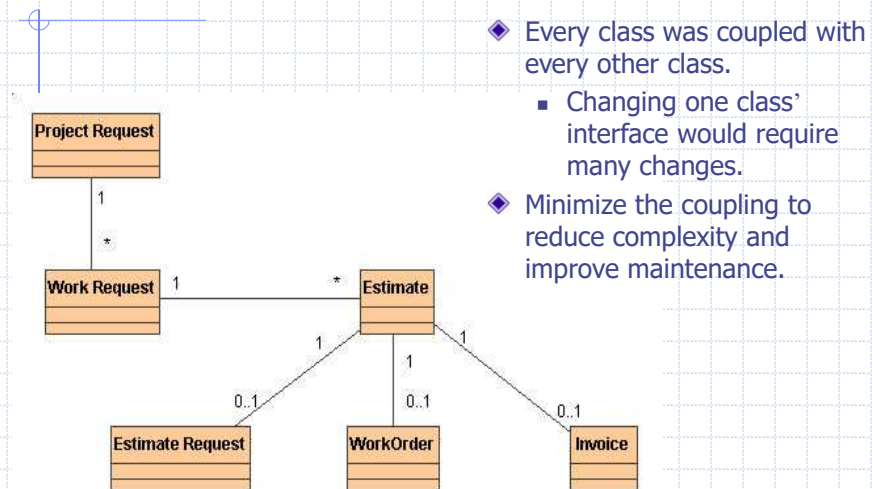 Every class was coupled with
every other class.
Changing one class’
interface would require
many changes.
Minimize the coupling to
reduce complexity and
improve maintenance.
Project Request
1
*
Work Request 1 * Estimate
1 1 1
0..1 0..1 0..1
Estimate Request WorkOrder Invoice